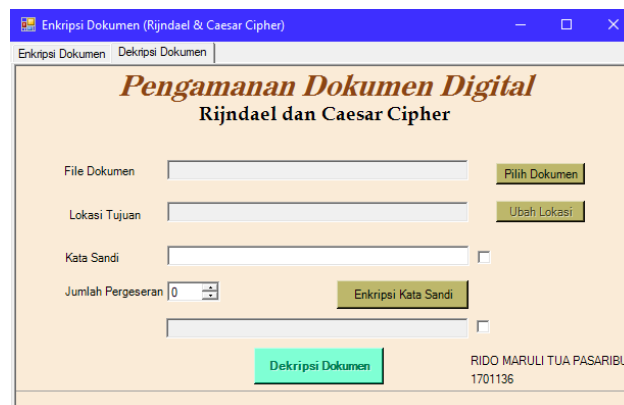 Enkripsi Dokumen (Rijndael & Caesar Cipher)
Enkripsi Dokumen Dekripsi Dokumen
Pengamanan Dokumen Digital
Rijndael dan Caesar Cipher
File Dokumen Pilih Dokumen
Lokasi Tujuan Ubah Lokasi
Kata Sandi
Jumlah Pergeseran 0 Enkripsi Kata Sandi
Dekripsi Dokumen RIDO MARULI TUA PASARIBU
1701136